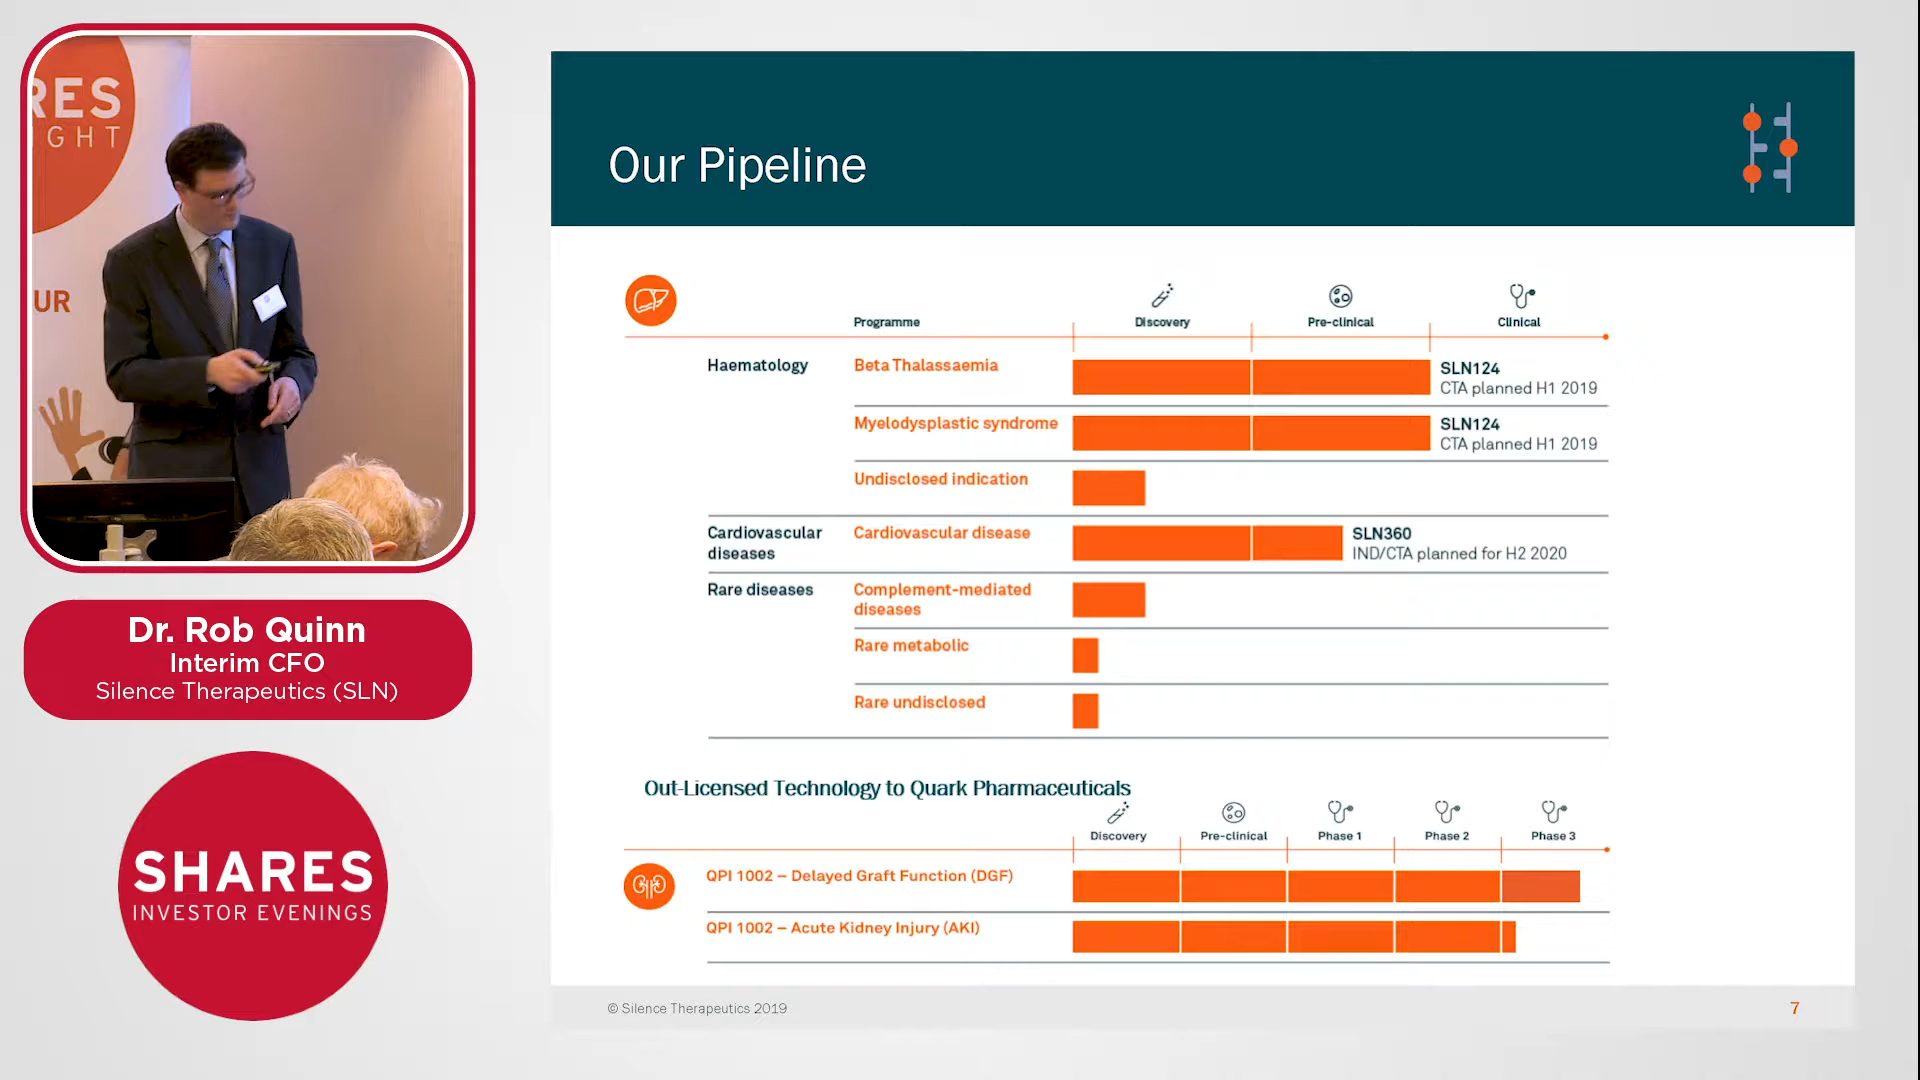 RES
IGHT
UR
Dr. Rob Quinn
Interim CFO
Silence Therapeutics (SLN)
SHARES
INVESTOR EVENINGS
Our Pipeline
Programme Discovery Pre-clinical Clinical
Haematology Beta Thalassaemia SLN124
CTA planned H1 2019
Myelodysplastic syndrome SLN124
CTA planned H1 2019
Undisclosed indication
Cardiovascular diseases Cardiovascular disease SLN360
IND/CTA planned for H2 2020
Rare diseases Complement-mediated
diseases
Rare metabolic
Rare undisclosed
Out-Licensed Technology to Quark Pharmaceuticals
Discovery Pre-clinical Phase 1 Phase 2 Phase 3
QPI 1002 – Delayed Graft Function (DGF)
QPI 1002 – Acute Kidney Injury (AKI)
© Silence Therapeutics 2019
7